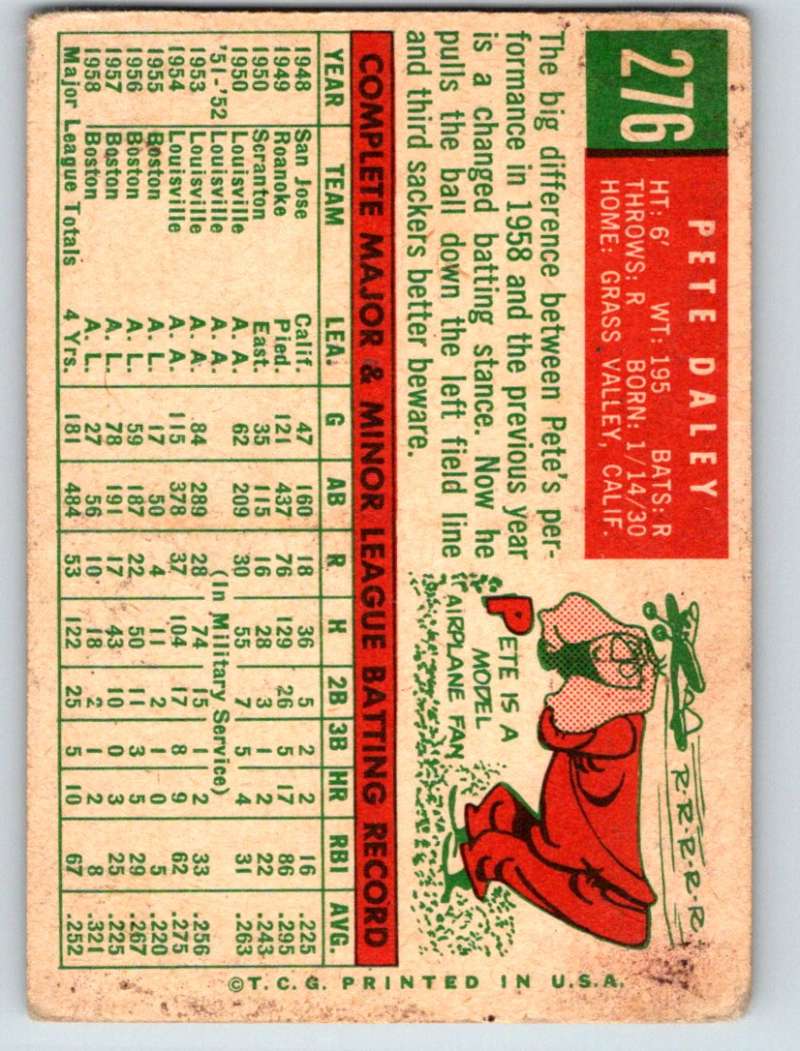 276
PETE DALEY
HT: 6' WT: 195 BATS: R
THROWS: R BORN: 1/14/30
HOME: GRASS VALLEY, CALIF.
The big difference between Pete's per-
formance in 1958 and the previous year
is a changed batting stance. Now he
pulls the ball down the left field line
and third sackers better beware.
R-R-R-R-R
PETE IS A
MODEL
AIRPLANE FAN
COMPLETE MAJOR & MINOR LEAGUE BATTING RECORD
YEAR TEAM LEA. G AB R H 2B 3B HR RBI AVG.
1948 San Jose Calif. 47 160 18 36 5 2 2 16 .225
1949 Roanoke Pied. 121 437 76 129 26 5 17 86 .295
1950 Scranton East. 35 115 16 28 3 1 2 22 .243
1950 Louisville A. A. 62 209 30 55 7 5 4 31 .263
'51-'52 Louisville A. A. (In Military Service)
1953 Louisville A. A. 84 289 28 74 15 1 2 33 .256
1954 Louisville A. A. 115 378 37 104 17 8 9 62 .275
1955 Boston A. L. 17 50 4 11 2 1 0 5 .220
1956 Boston A. L. 59 187 22 50 11 3 5 29 .267
1957 Boston A. L. 78 191 17 43 10 0 3 25 .225
1958 Boston A. L. 27 56 10 18 2 1 2 8 .321
Major League Totals 4 Yrs. 181 484 53 122 25 5 10 67 .252
©T.C.G. PRINTED IN U.S.A.